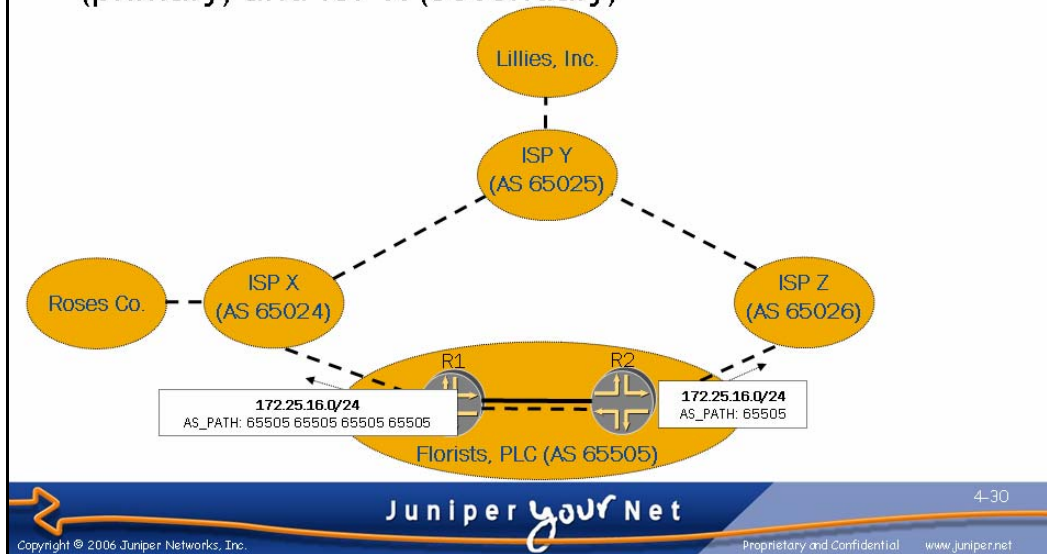 Lillies, Inc.
ISP Y
(AS 65025)
Roses Co.
ISP X
(AS 65024)
ISP Z
(AS 65026)
R1
R2
172.25.16.0/24
AS_PATH: 65505 65505 65505 65505
172.25.16.0/24
AS_PATH: 65505
Florists, PLC (AS 65505)
Juniper your Net
4-30
Copyright © 2006 Juniper Networks, Inc.
Proprietary and Confidential
www.juniper.net